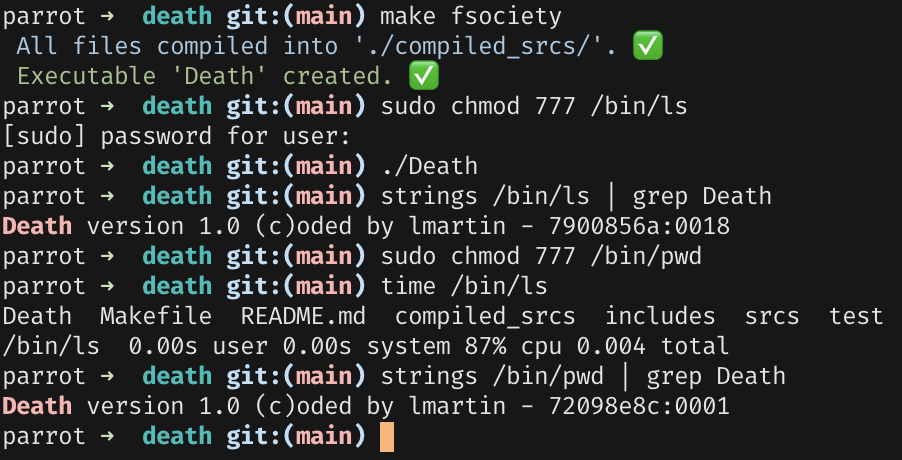 parrot → death git:(main) make fsociety
All files compiled into './compiled_srcs/'. ✅
Executable 'Death' created. ✅
parrot → death git:(main) sudo chmod 777 /bin/ls
[sudo] password for user:
parrot → death git:(main) ./Death
parrot → death git:(main) strings /bin/ls | grep Death
Death version 1.0 (c)oded by lmartin - 7900856a:0018
parrot → death git:(main) sudo chmod 777 /bin/pwd
parrot → death git:(main) time /bin/ls
Death Makefile README.md compiled_srcs includes srcs test
/bin/ls 0.00s user 0.00s system 87% cpu 0.004 total
parrot → death git:(main) strings /bin/pwd | grep Death
Death version 1.0 (c)oded by lmartin - 72098e8c:0001
parrot → death git:(main)